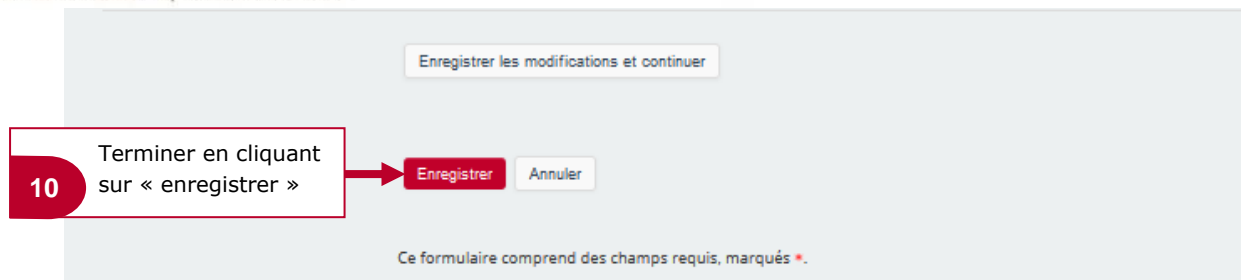 Enregistrer les modifications et continuer
10
Terminer en cliquant
sur « enregistrer »
Enregistrer
Annuler
Ce formulaire comprend des champs requis, marqués *.